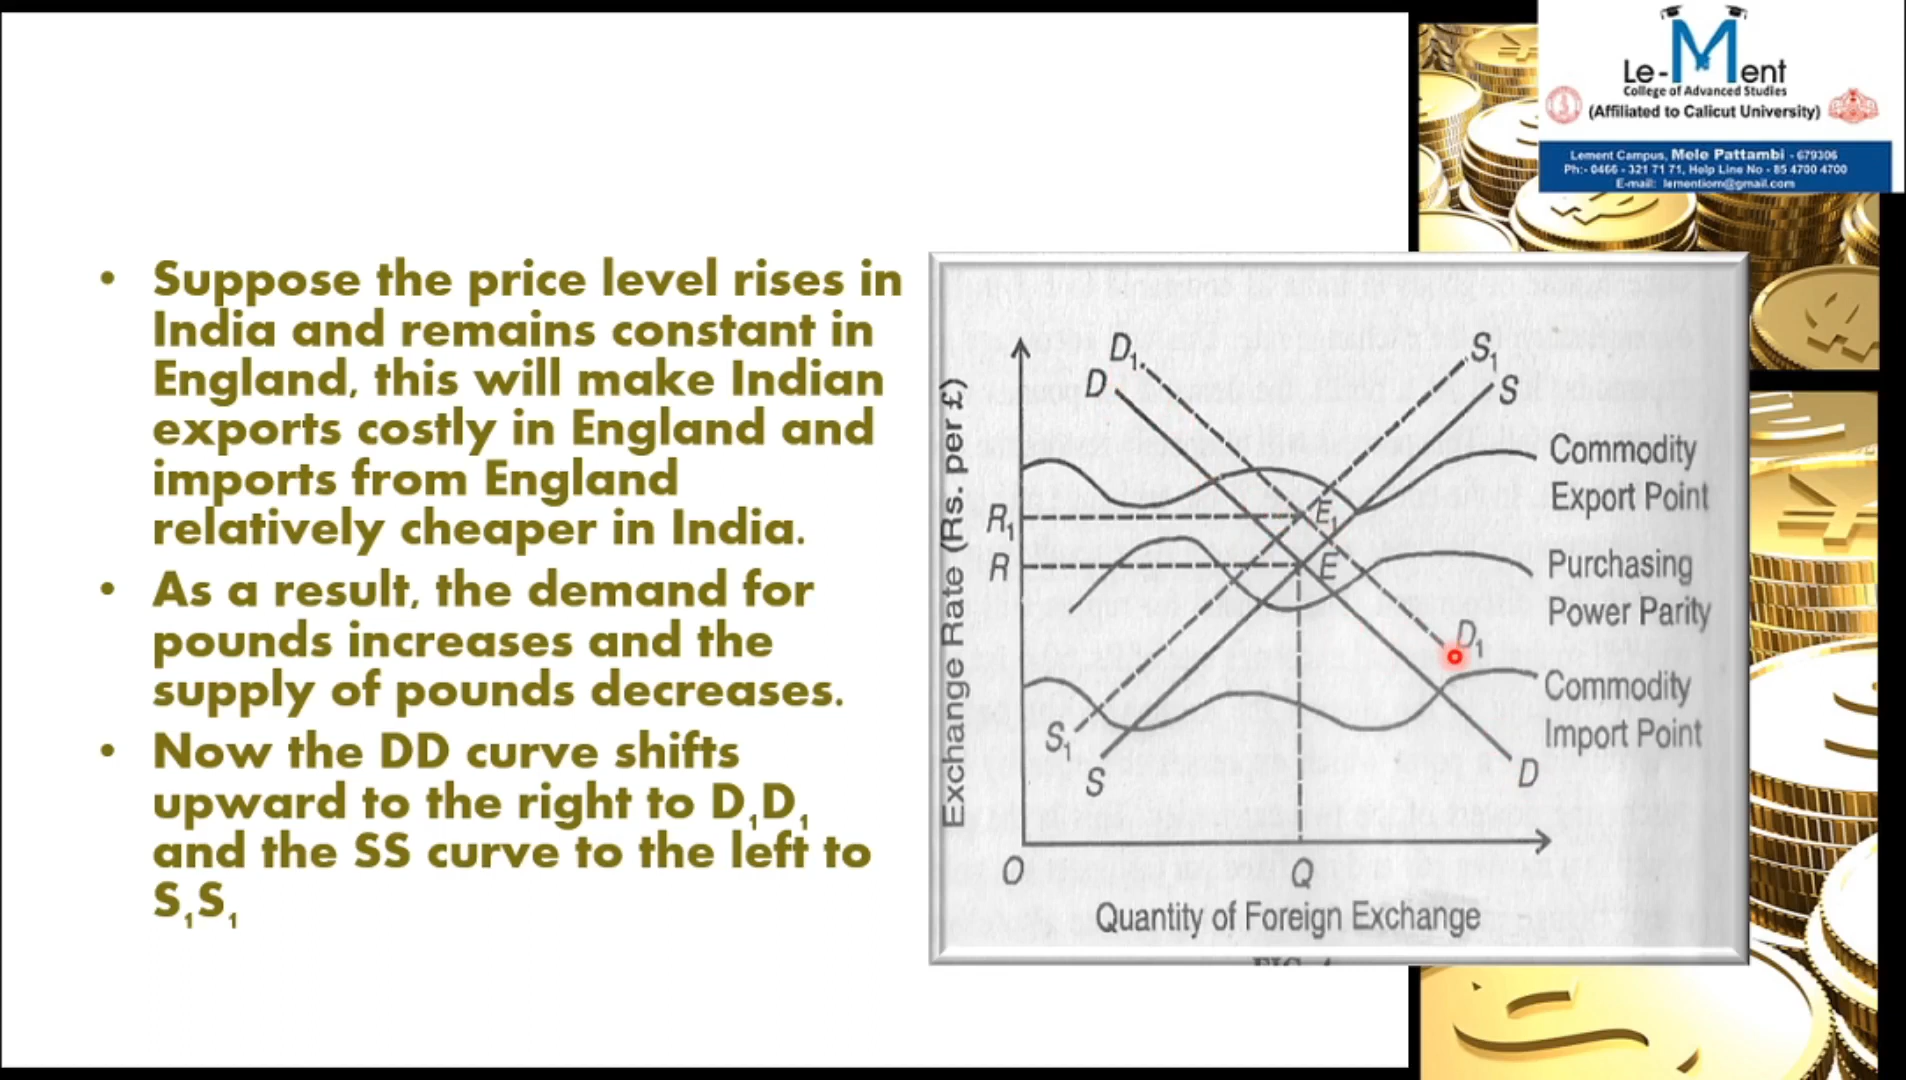 Le-Ment
College of Advanced Studies
(Affiliated to Calicut University)
Lement Campus, Mele Pattambi - 679306
Ph:- 0466 - 321 71 71, Help Line No - 85 4700 4700
E-mail: lementiom@gmail.com
• Suppose the price level rises in
India and remains constant in
England, this will make Indian
exports costly in England and
imports from England
relatively cheaper in India.
• As a result, the demand for
pounds increases and the
supply of pounds decreases.
• Now the DD curve shifts
upward to the right to D₁D₁
and the SS curve to the left to
S₁S₁
Exchange Rate (Rs. per £)
D₁
D
S₁
S
Commodity
Export Point
R₁
E₁
R
E
Purchasing
Power Parity
D₁
Commodity
Import Point
S₁
S
D
O
Q
Quantity of Foreign Exchange